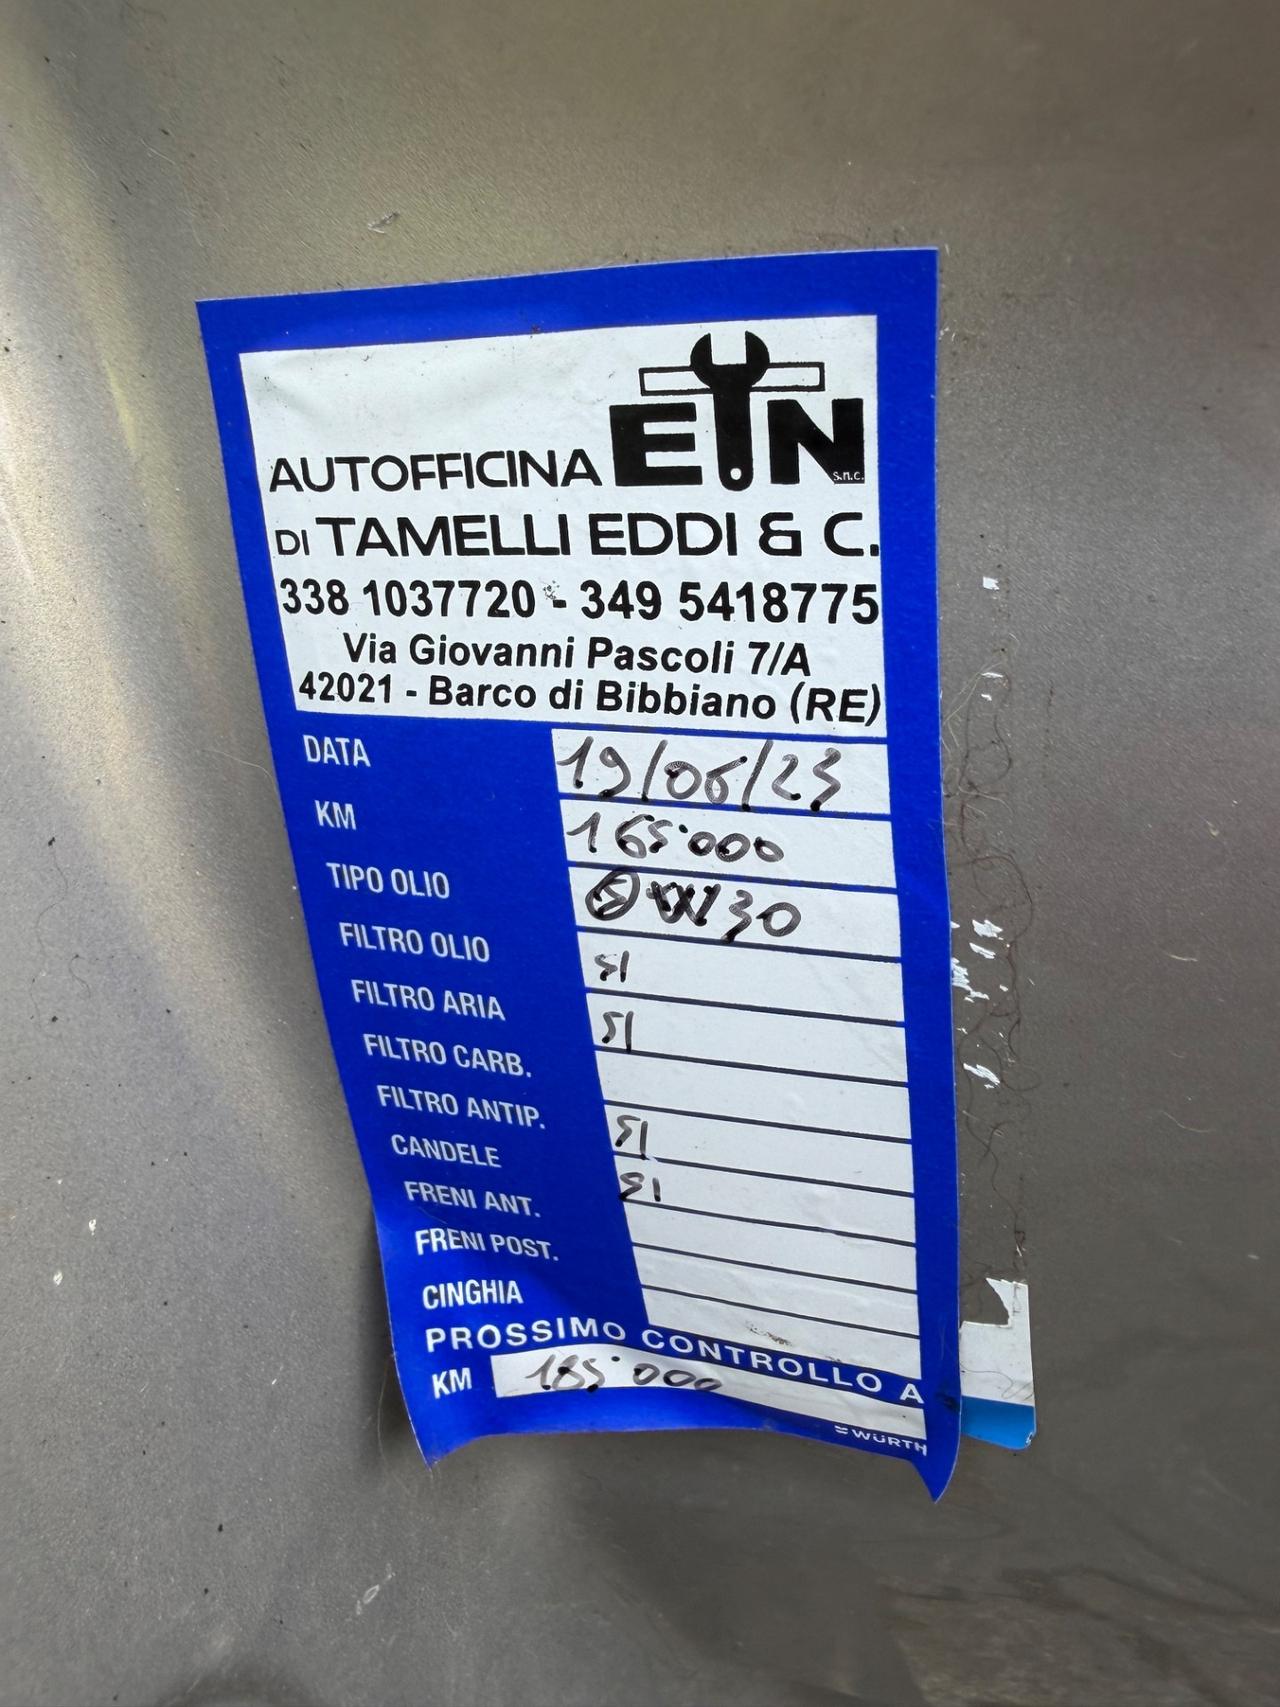 AUTOFFICINA ETN s.n.c.
DI TAMELLI EDDI & C.
338 1037720 - 349 5418775
Via Giovanni Pascoli 7/A
42021 - Barco di Bibbiano (RE)
DATA 19/06/23
KM 165'000
TIPO OLIO W30
FILTRO OLIO SI
FILTRO ARIA SI
FILTRO CARB.
FILTRO ANTIP. SI
CANDELE SI
FRENI ANT.
FRENI POST.
CINGHIA
PROSSIMO CONTROLLO A
KM 185'000
WÜRTH